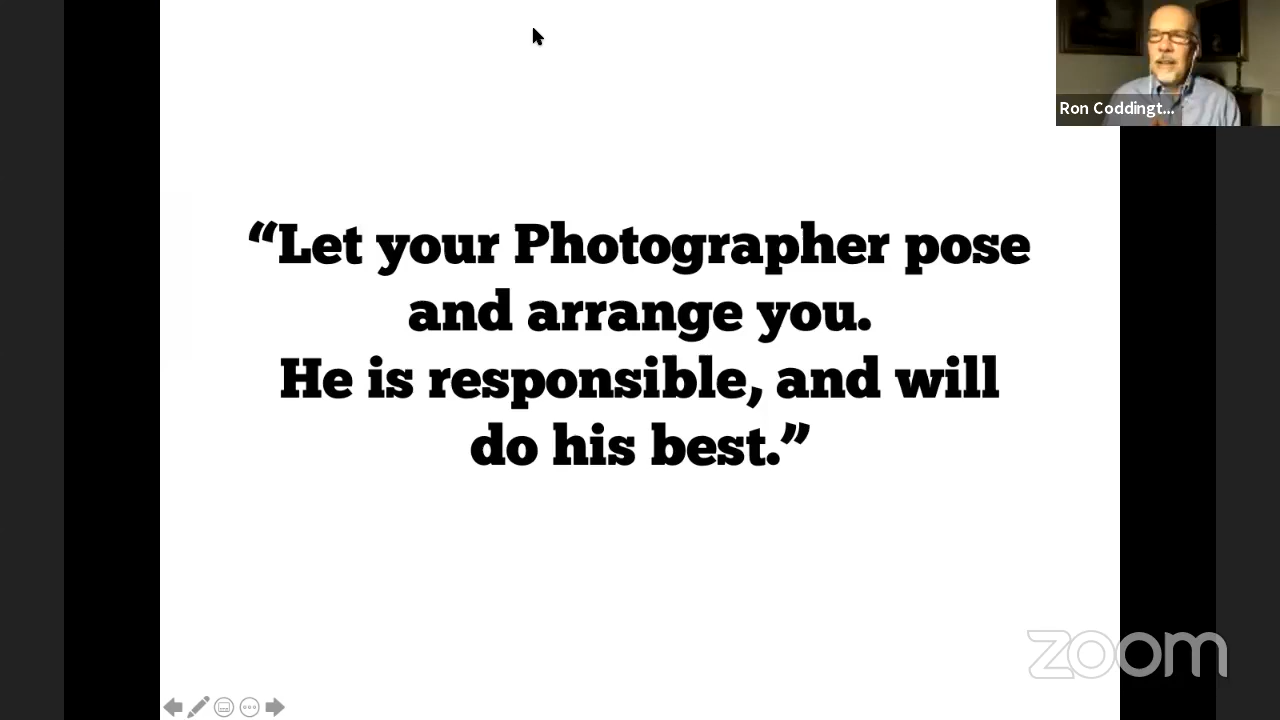 Ron Coddingt...
“Let your Photographer pose
and arrange you.
He is responsible, and will
do his best.”
zoom